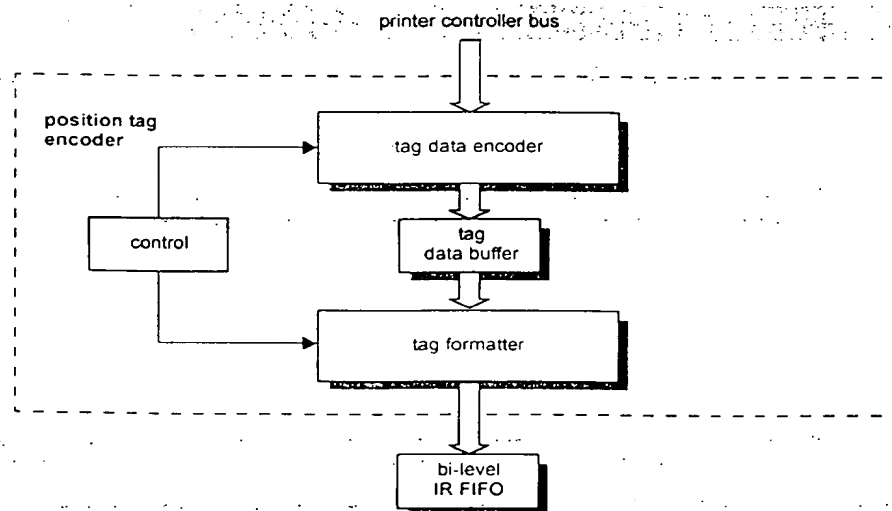 printer controller bus
position tag
encoder
tag data encoder
control
tag
data buffer
tag formatter
bi-level
IR FIFO